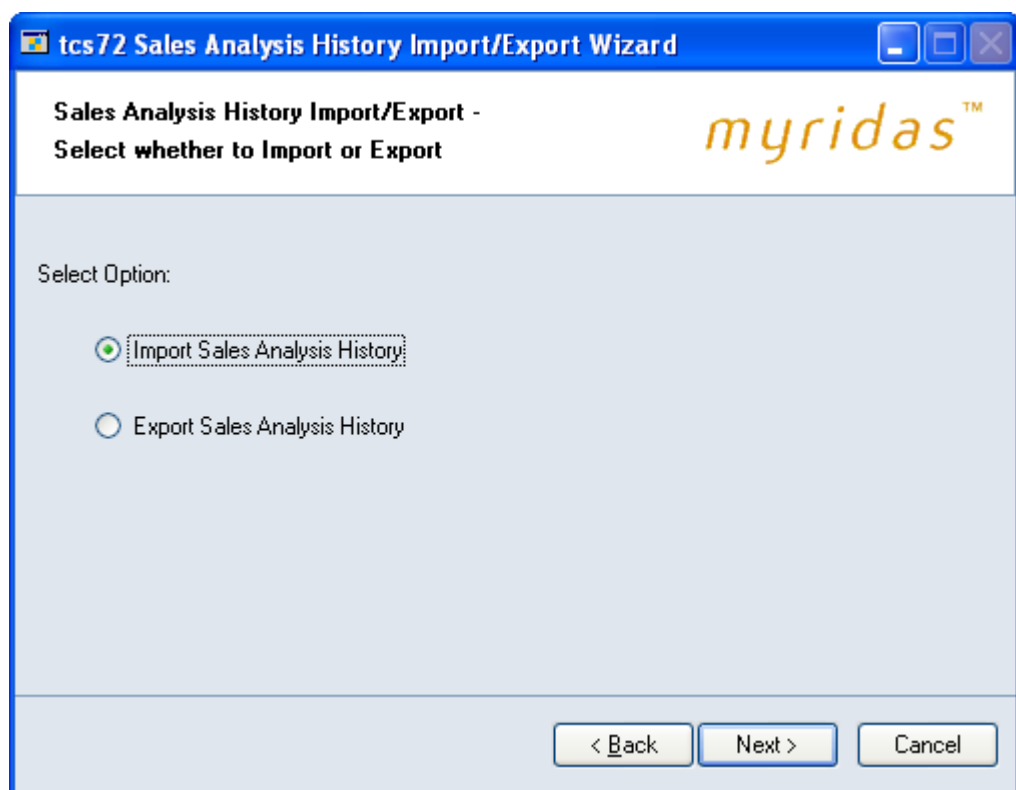 tcs72 Sales Analysis History Import/Export Wizard
Sales Analysis History Import/Export -
Select whether to Import or Export
myridas™
Select Option:
Import Sales Analysis History
Export Sales Analysis History
< Back
Next >
Cancel